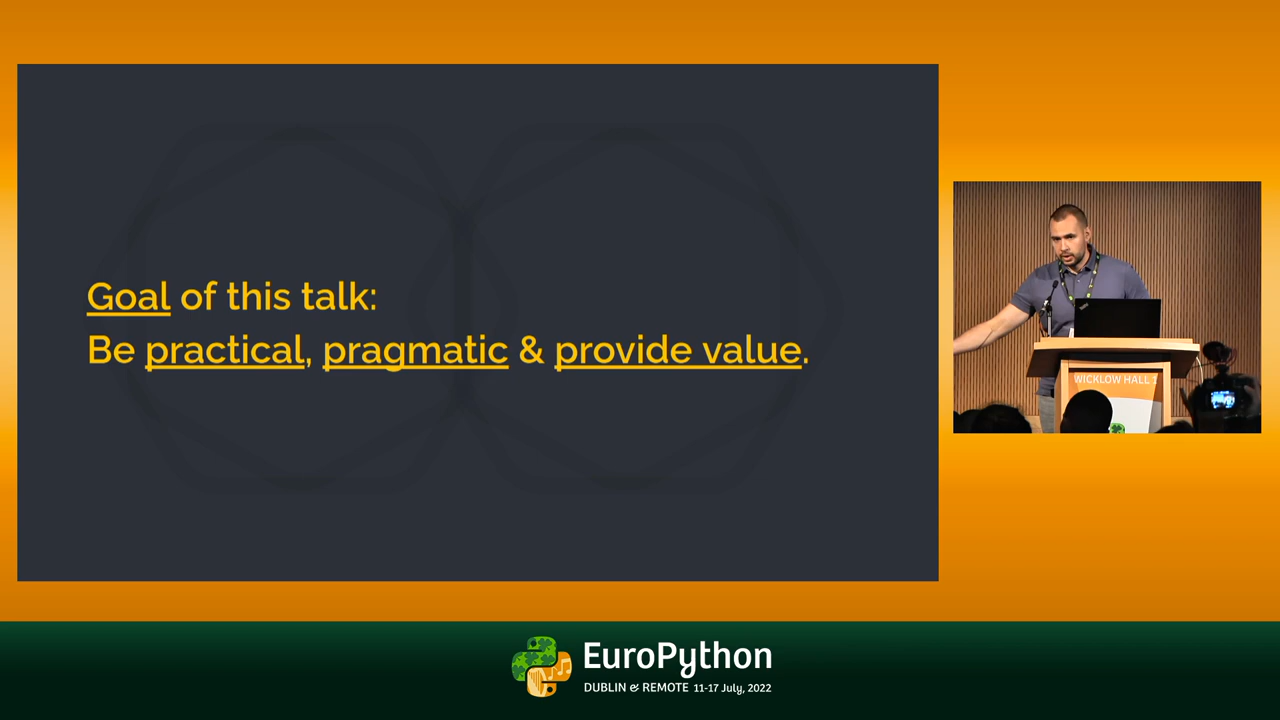 Goal of this talk:
Be practical, pragmatic & provide value.
WICKLOW HALL 1
EuroPython
DUBLIN & REMOTE 11-17 July, 2022